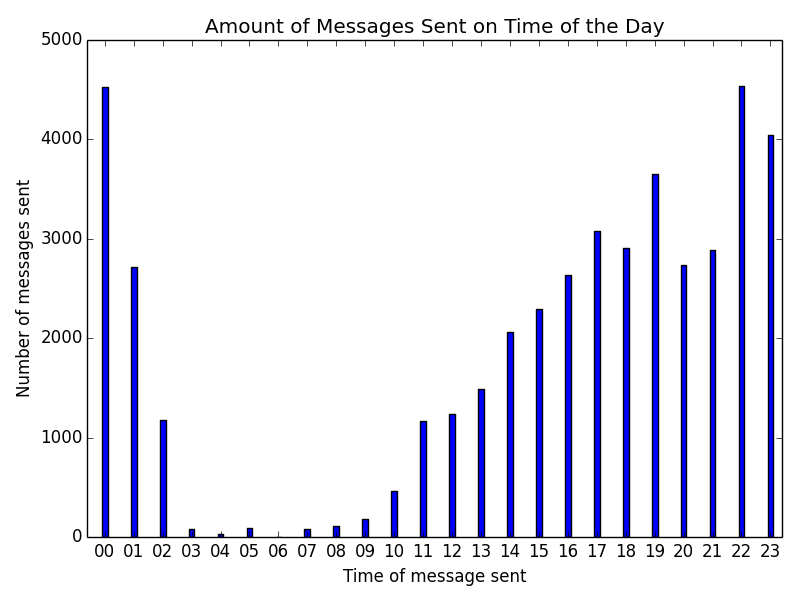 Amount of Messages Sent on Time of the Day
Number of messages sent
5000
4000
3000
2000
1000
0
00 01 02 03 04 05 06 07 08 09 10 11 12 13 14 15 16 17 18 19 20 21 22 23
Time of message sent